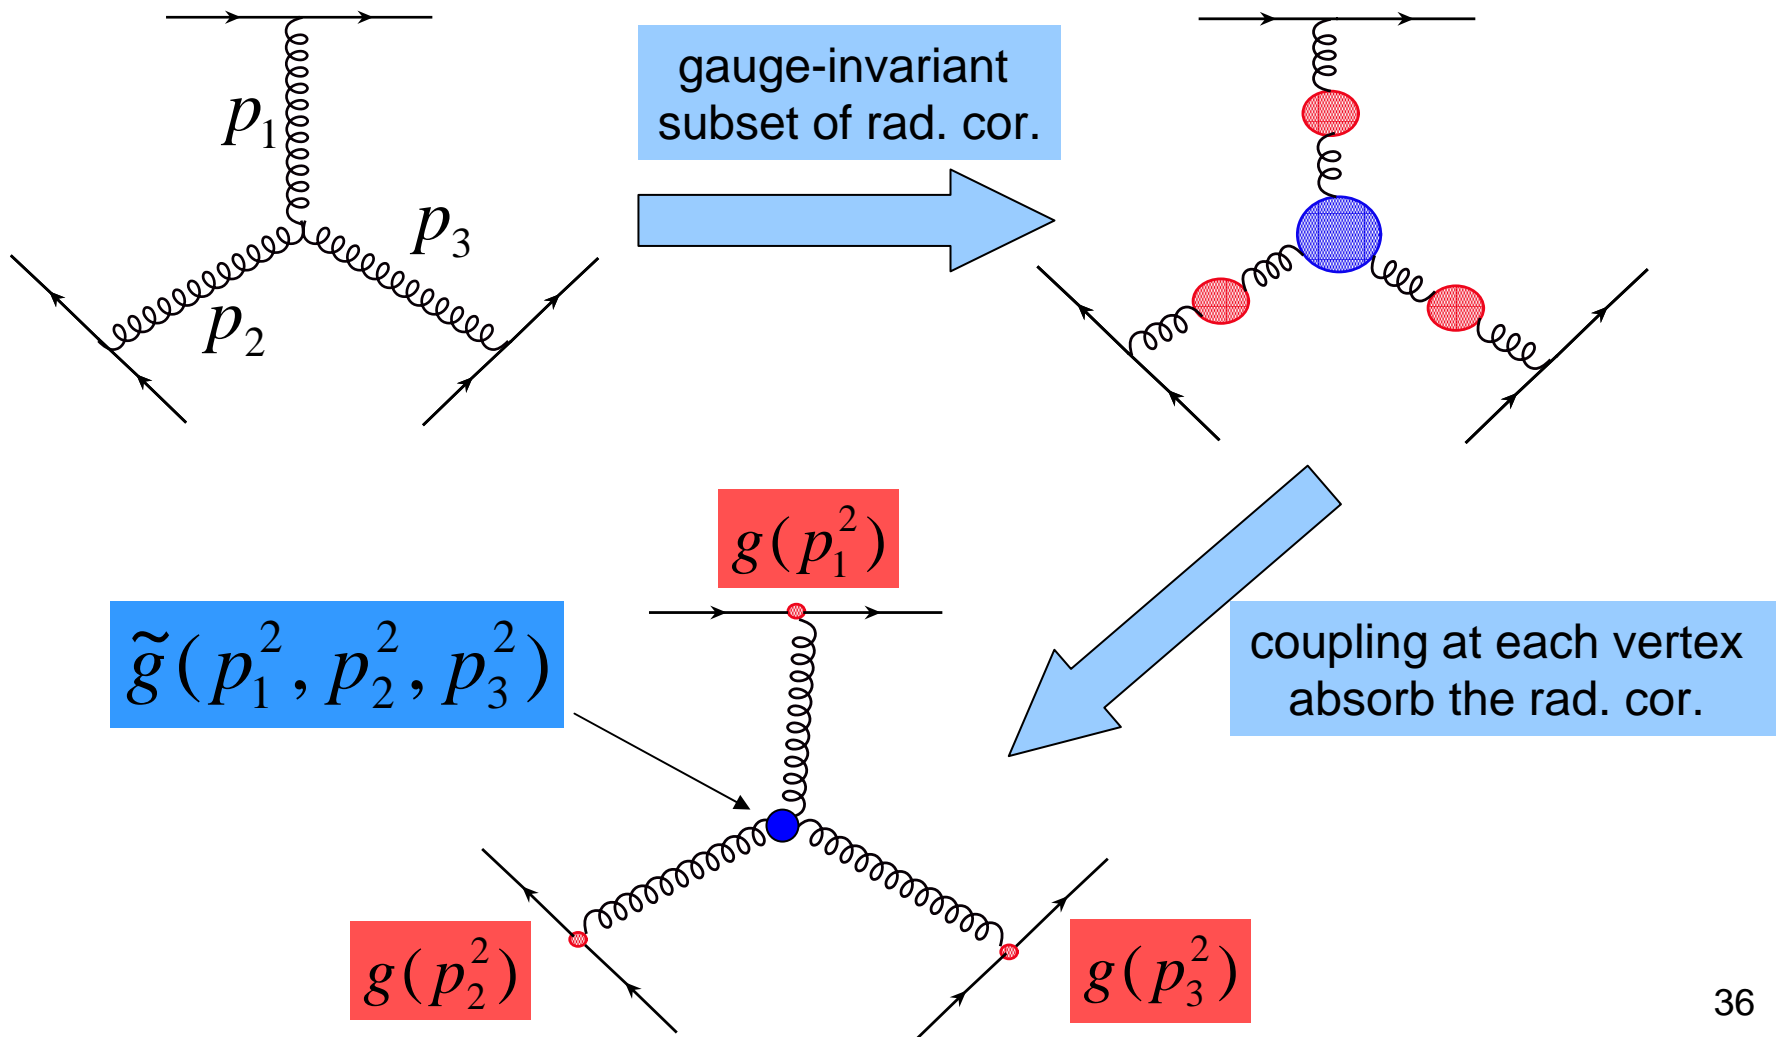 p₁
p₂
p₃
gauge-invariant
subset of rad. cor.
g(p₁²)
g̃(p₁², p₂², p₃²)
coupling at each vertex
absorb the rad. cor.
g(p₂²)
g(p₃²)
36